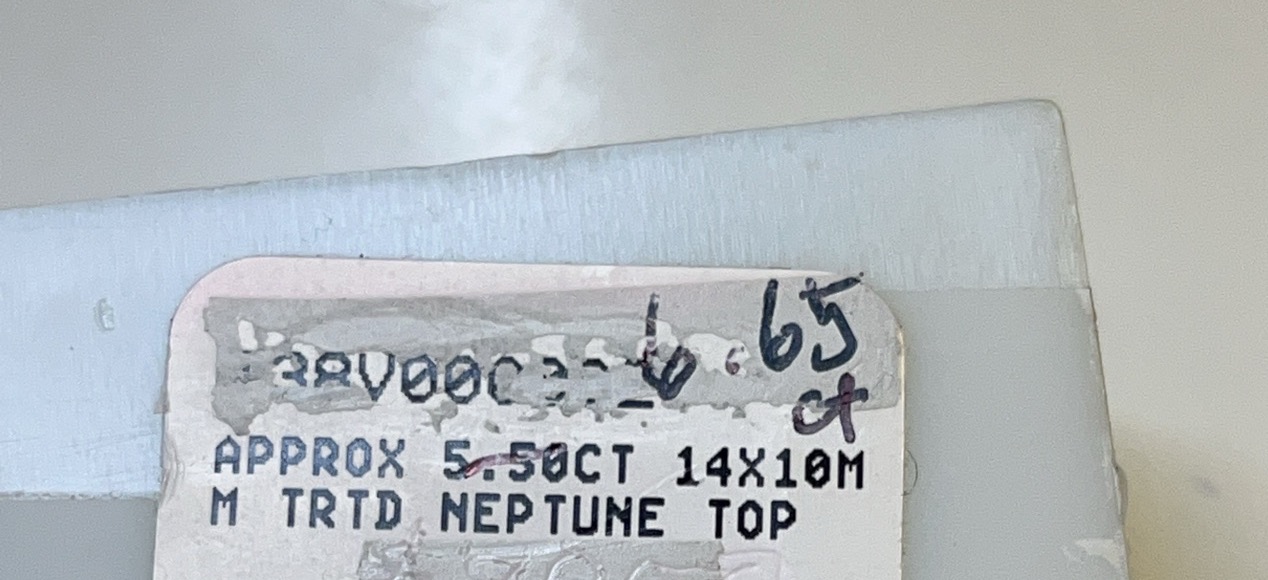 6.65
ct
APPROX 5.50CT 14X10M
M TRTD NEPTUNE TOP